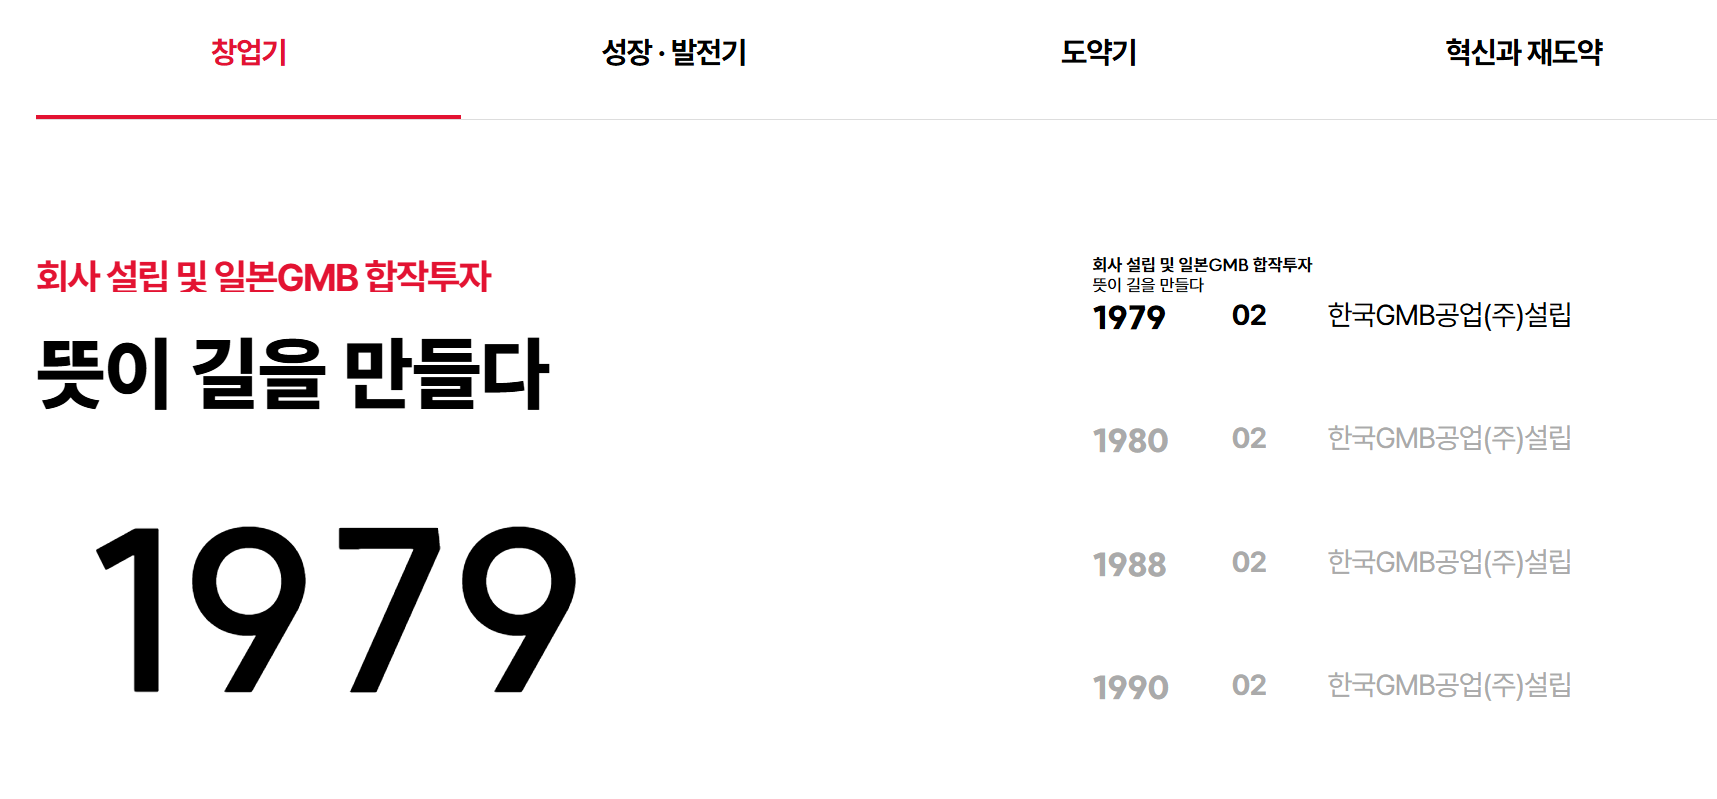 창업기
성장 · 발전기
도약기
혁신과 재도약
회사 설립 및 일본GMB 합작투자
뜻이 길을 만들다
1979
회사 설립 및 일본GMB 합작투자
뜻이 길을 만들다
1979 02 한국GMB공업(주)설립
1980 02 한국GMB공업(주)설립
1988 02 한국GMB공업(주)설립
1990 02 한국GMB공업(주)설립